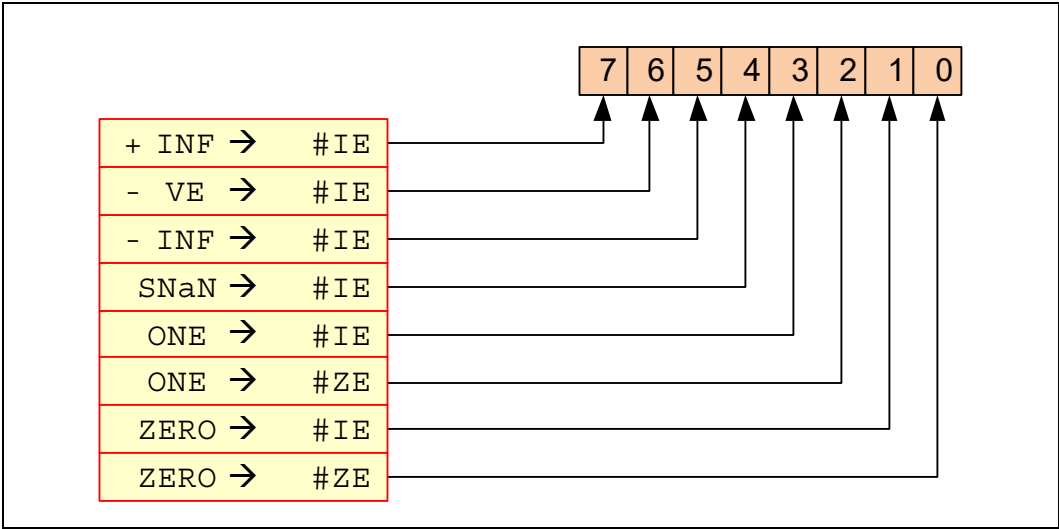 7 6 5 4 3 2 1 0
+ INF → #IE
- VE → #IE
- INF → #IE
SNaN → #IE
ONE → #IE
ONE → #ZE
ZERO → #IE
ZERO → #ZE